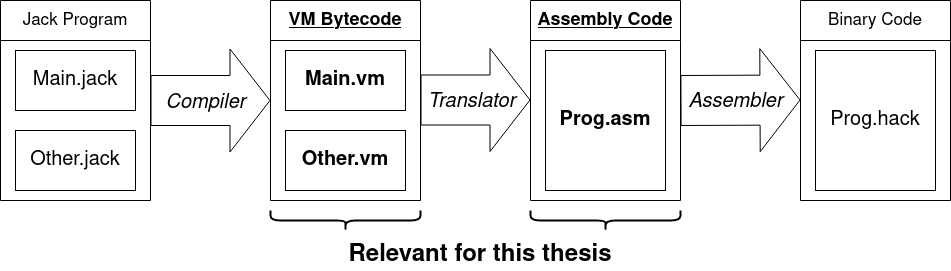 Jack Program
Main.jack
Other.jack
Compiler
VM Bytecode
Main.vm
Other.vm
Translator
Assembly Code
Prog.asm
Assembler
Binary Code
Prog.hack
Relevant for this thesis